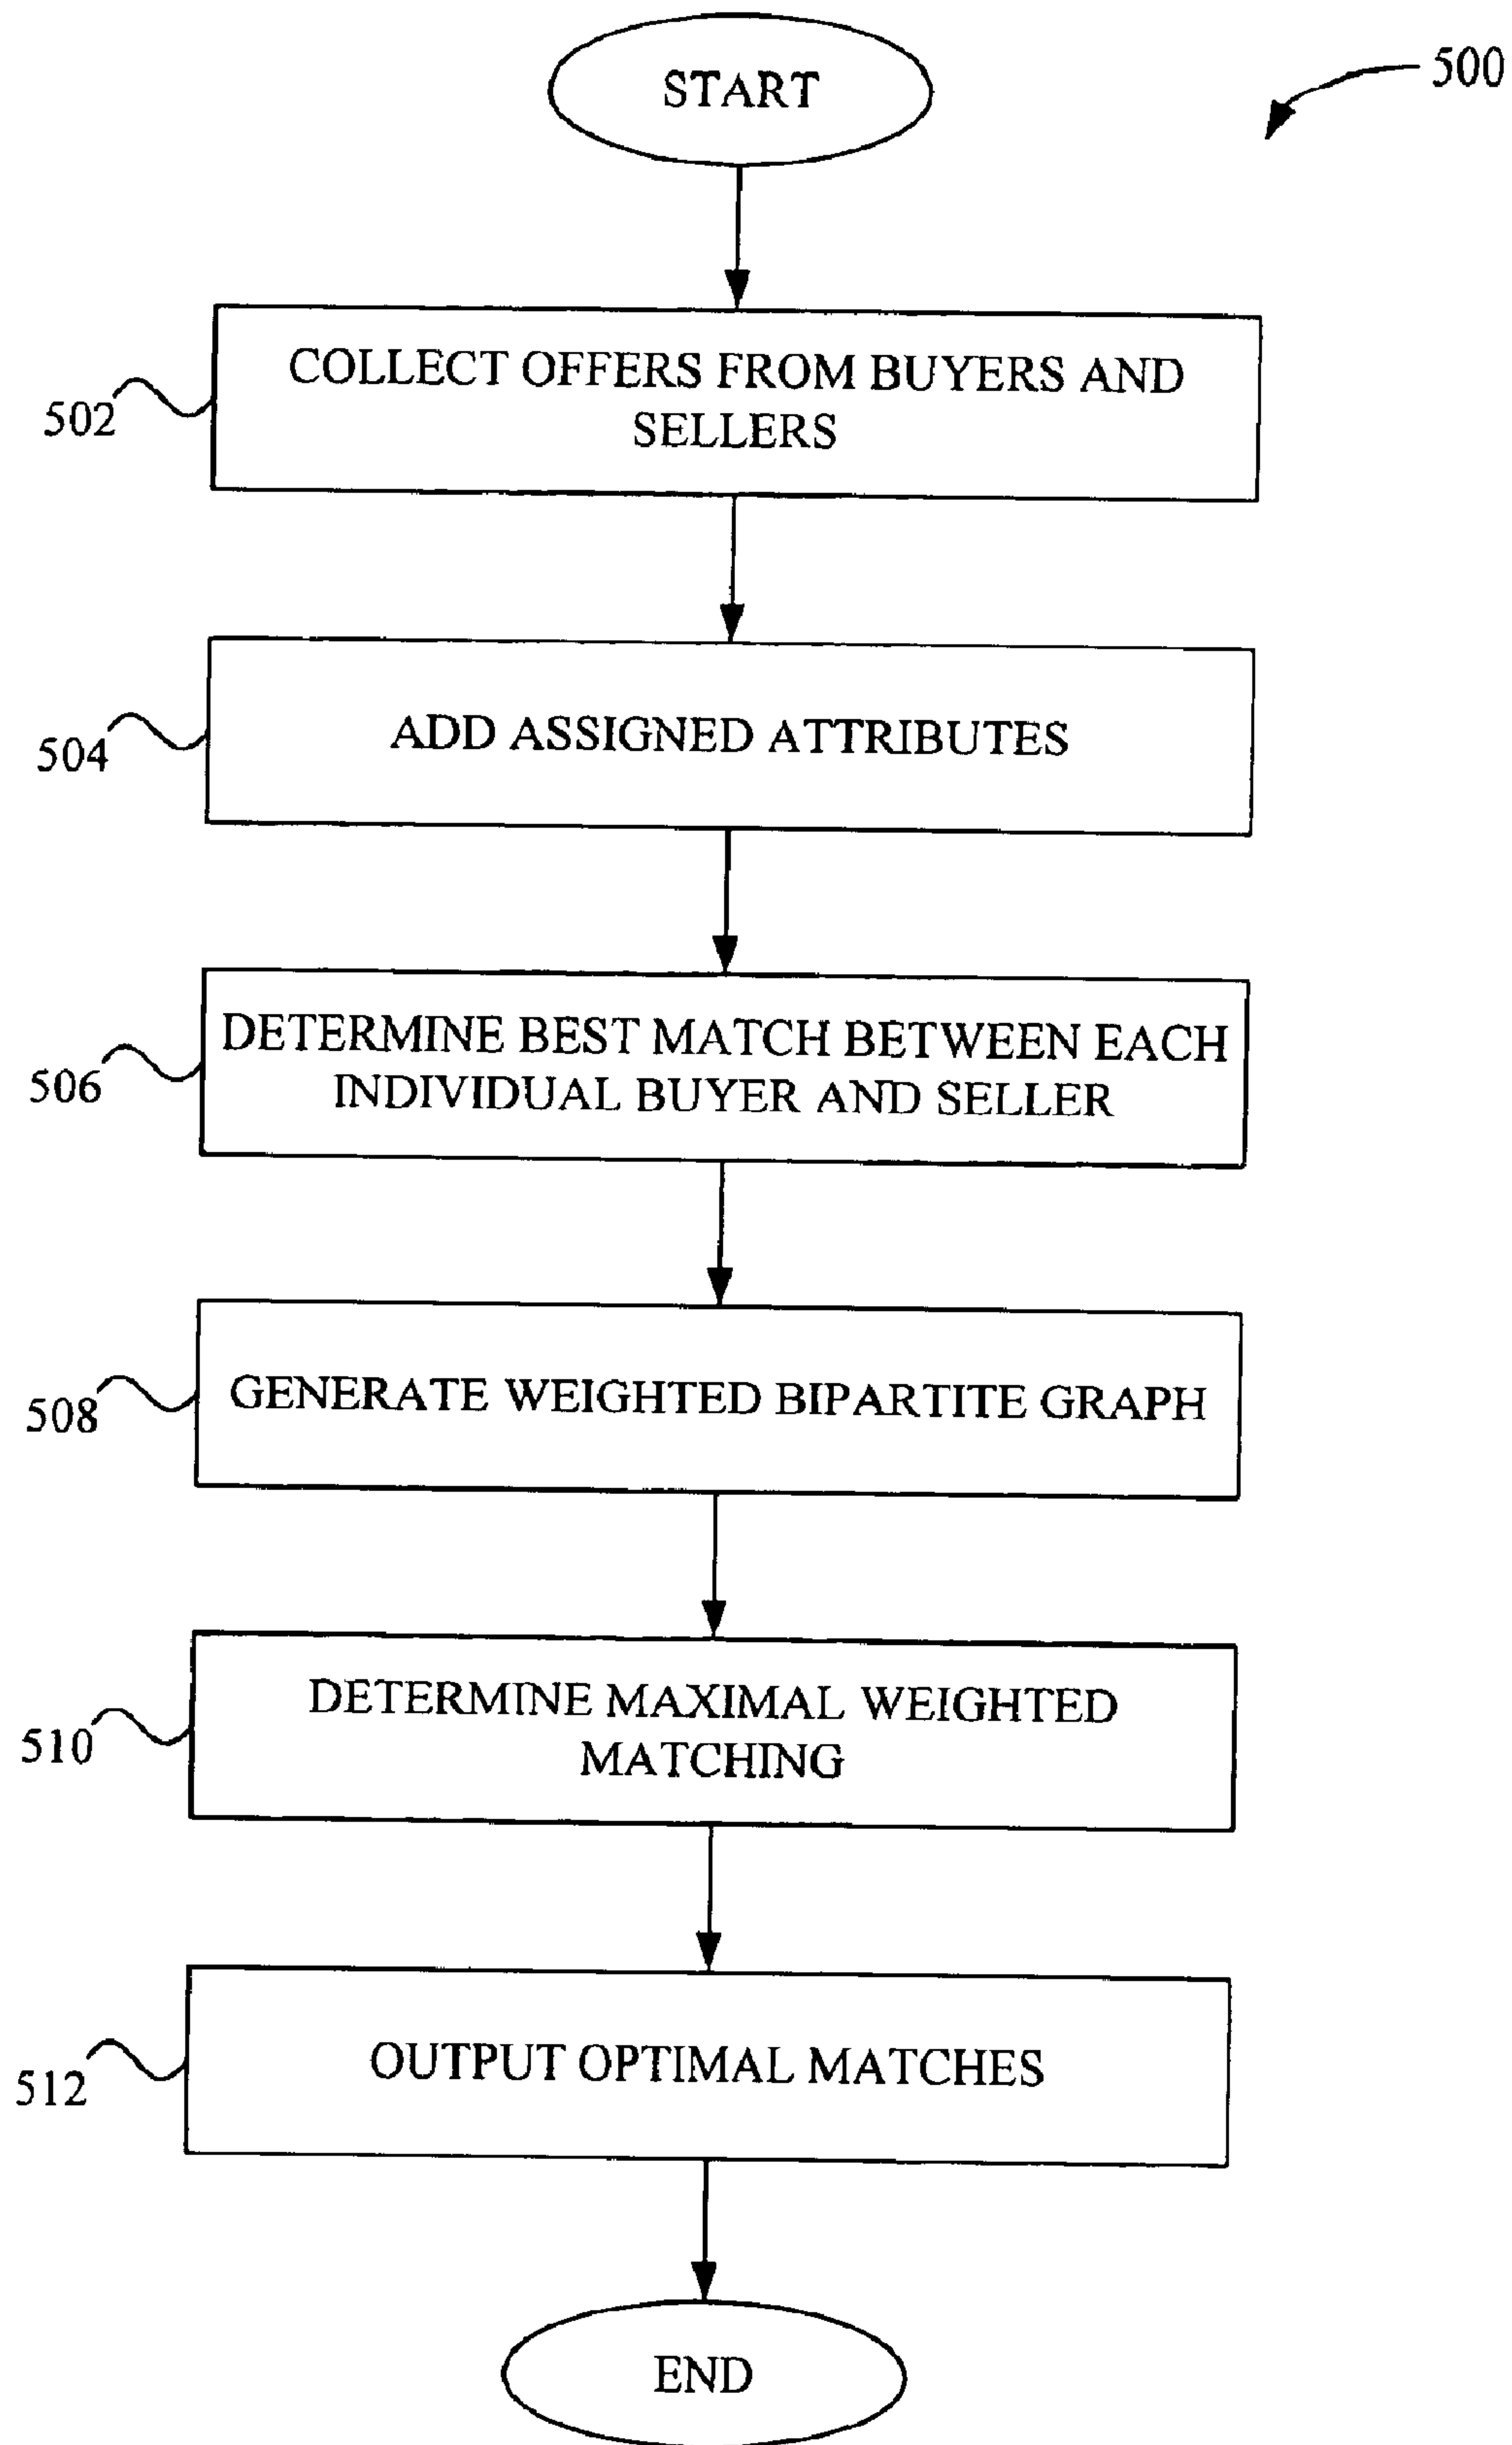 START
500
COLLECT OFFERS FROM BUYERS AND
SELLERS
502
ADD ASSIGNED ATTRIBUTES
504
DETERMINE BEST MATCH BETWEEN EACH
INDIVIDUAL BUYER AND SELLER
506
GENERATE WEIGHTED BIPARTITE GRAPH
508
DETERMINE MAXIMAL WEIGHTED
MATCHING
510
OUTPUT OPTIMAL MATCHES
512
END